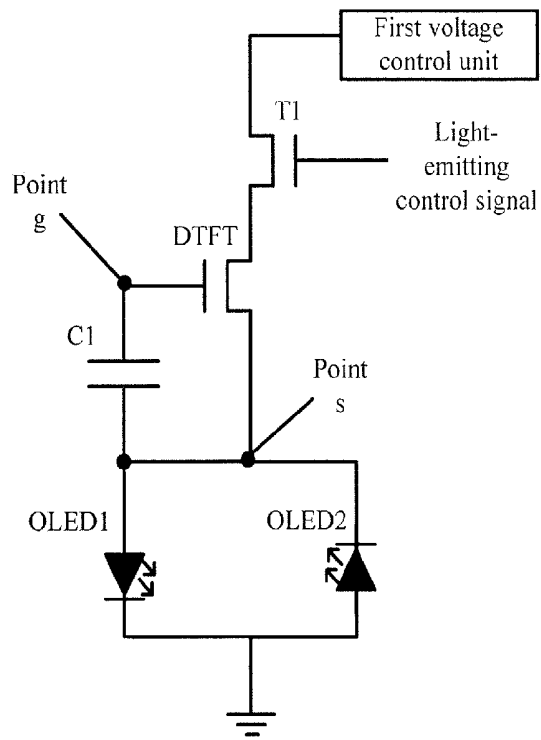 First voltage
control unit
T1
Light-
emitting
control signal
Point
g
DTFT
C1
Point
s
OLED1
OLED2